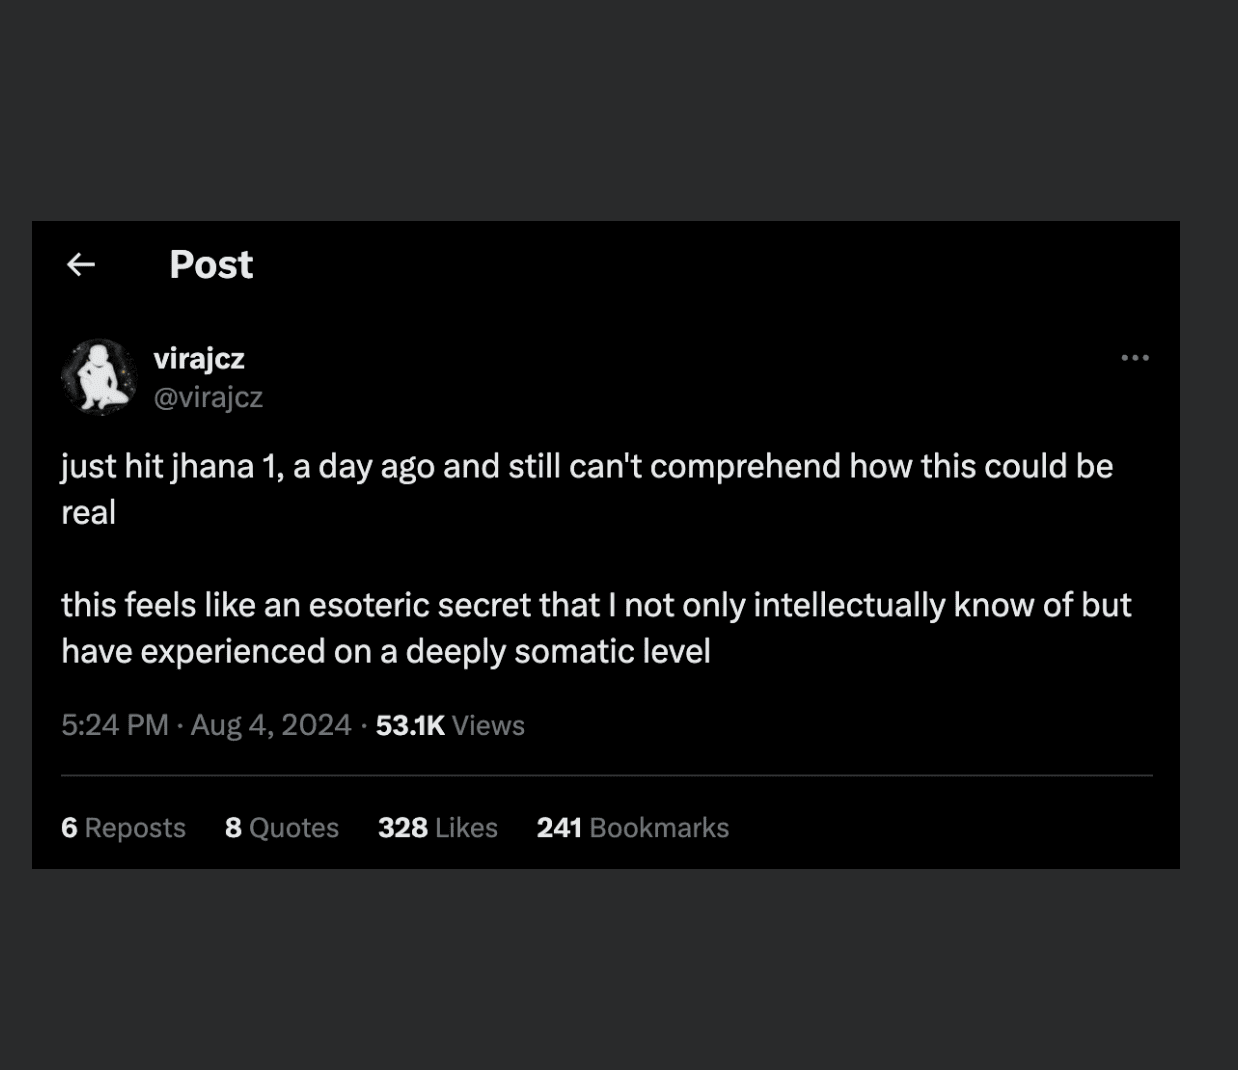 Post
virajcz
@virajcz
just hit jhana 1, a day ago and still can't comprehend how this could be
real
this feels like an esoteric secret that I not only intellectually know of but
have experienced on a deeply somatic level
5:24 PM · Aug 4, 2024 · 53.1K Views
6 Reposts 8 Quotes 328 Likes 241 Bookmarks